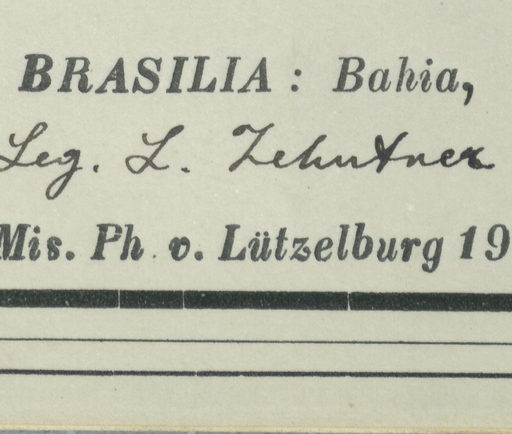 BRASILIA : Bahia,
Leg. L. Zehntner
Mis. Ph. v. Lützelburg 19